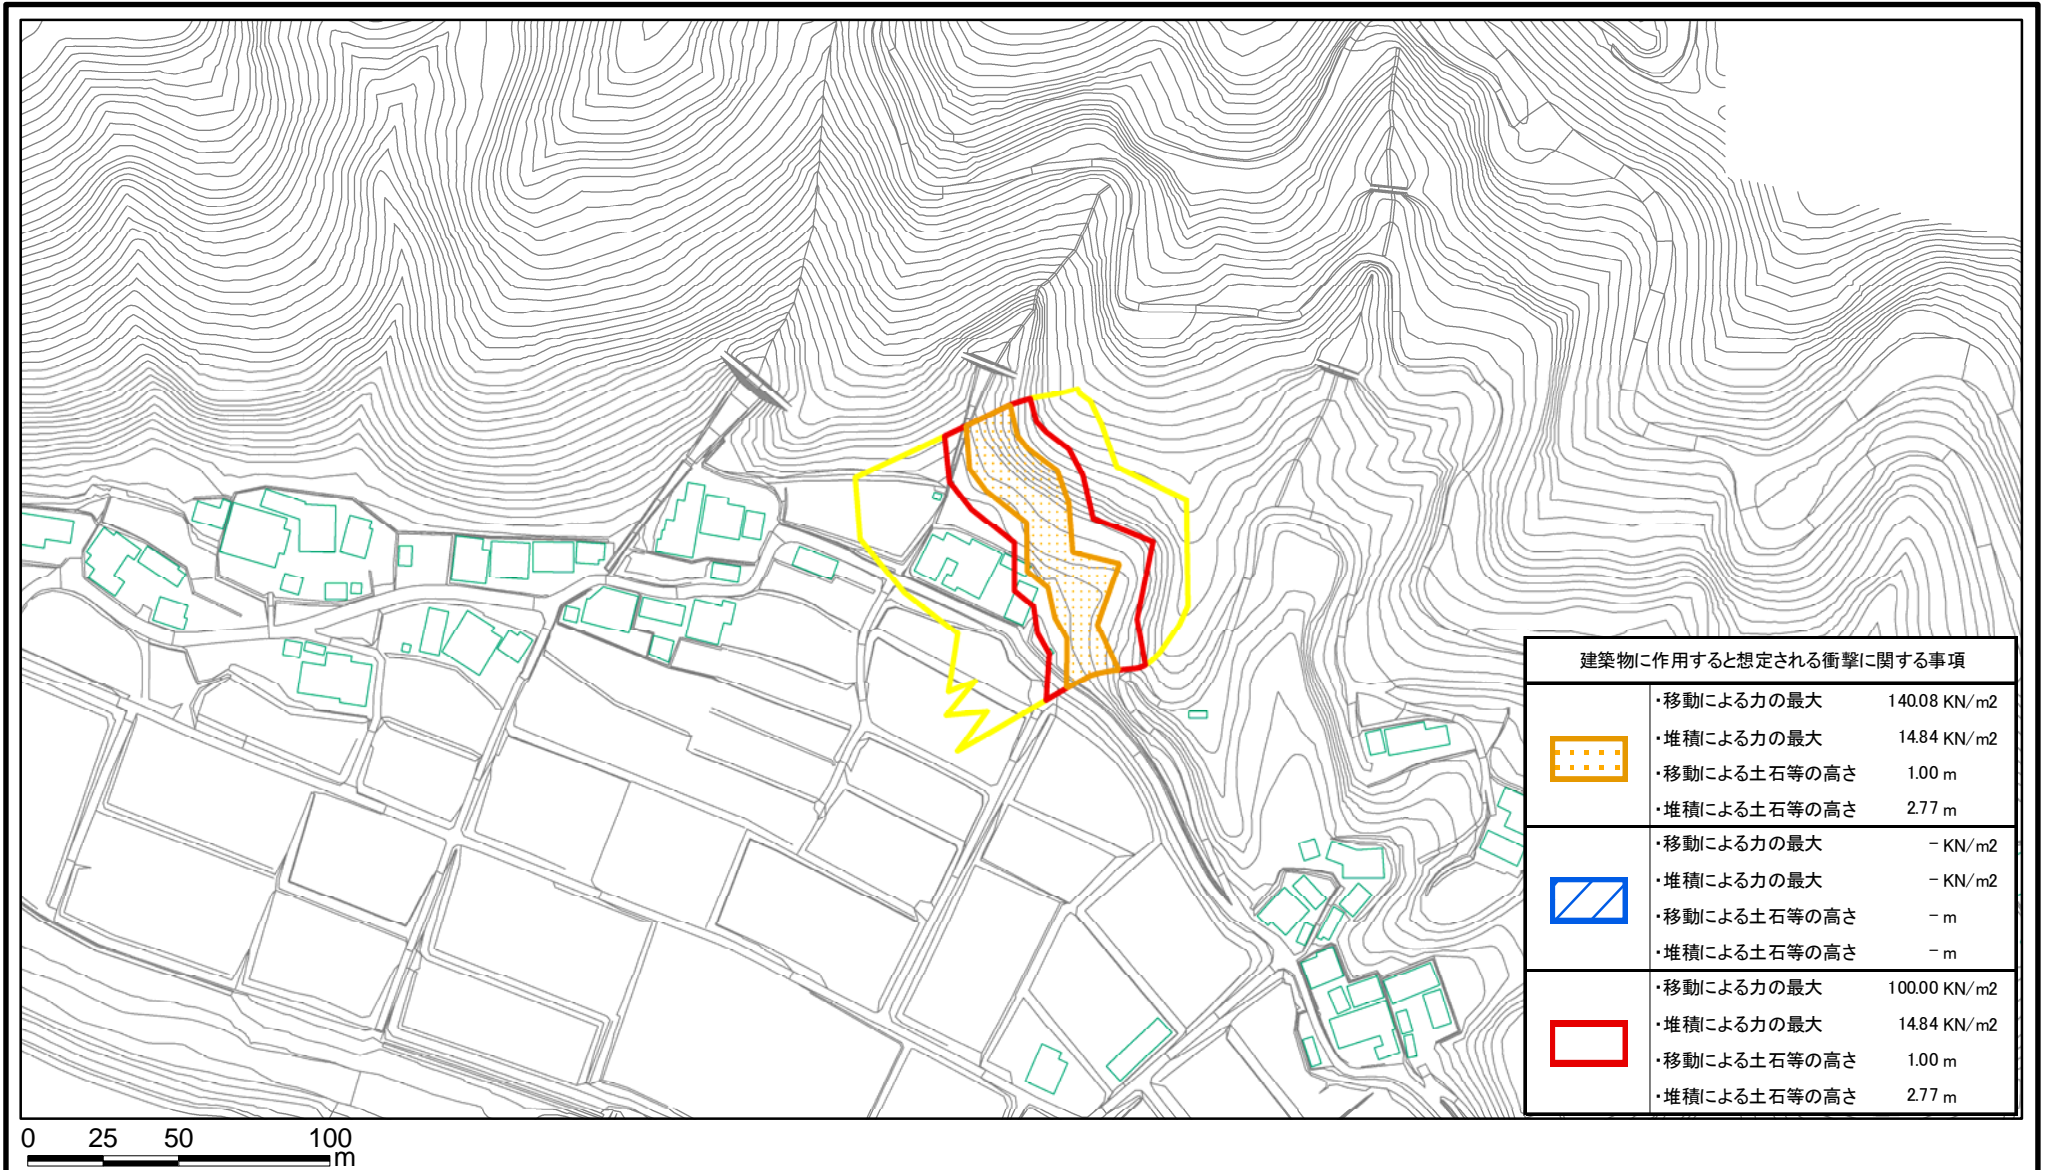 建築物に作用すると想定される衝撃に関する事項
・移動による力の最大 140.08 KN/m2
・堆積による力の最大 14.84 KN/m2
・移動による土石等の高さ 1.00 m
・堆積による土石等の高さ 2.77 m
・移動による力の最大 - KN/m2
・堆積による力の最大 - KN/m2
・移動による土石等の高さ - m
・堆積による土石等の高さ - m
・移動による力の最大 100.00 KN/m2
・堆積による力の最大 14.84 KN/m2
・移動による土石等の高さ 1.00 m
・堆積による土石等の高さ 2.77 m
0 25 50 100
m